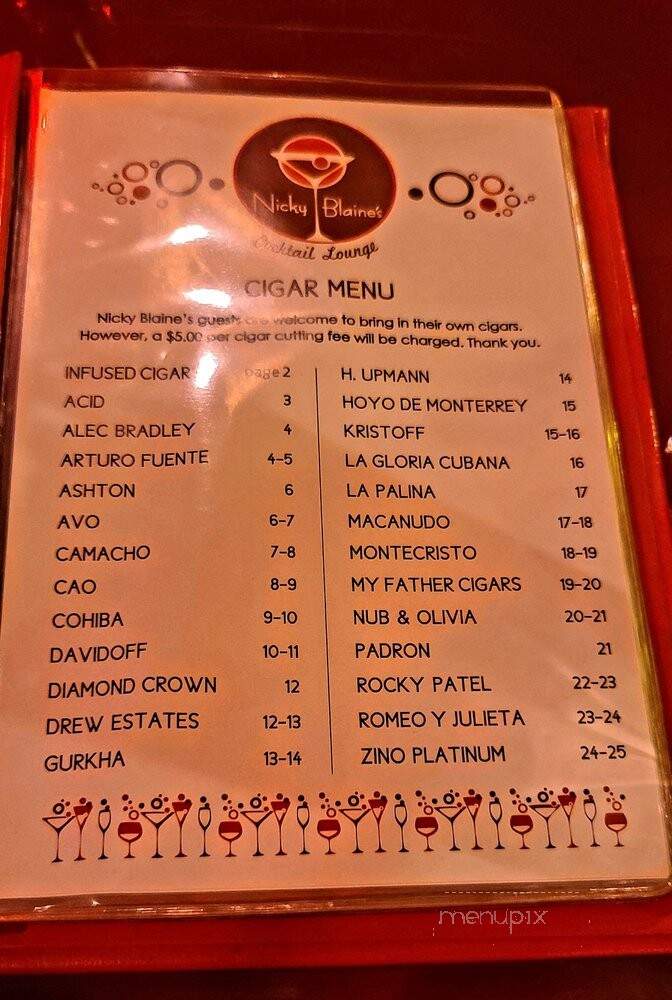 Nicky Blaine's
Cocktail Lounge
CIGAR MENU
Nicky Blaine's guests are welcome to bring in their own cigars.
However, a $5.00 per cigar cutting fee will be charged. Thank you.
INFUSED CIGARS page 2
ACID 3
ALEC BRADLEY 4
ARTURO FUENTE 4-5
ASHTON 6
AVO 6-7
CAMACHO 7-8
CAO 8-9
COHIBA 9-10
DAVIDOFF 10-11
DIAMOND CROWN 12
DREW ESTATES 12-13
GURKHA 13-14
H. UPMANN 14
HOYO DE MONTERREY 15
KRISTOFF 15-16
LA GLORIA CUBANA 16
LA PALINA 17
MACANUDO 17-18
MONTECRISTO 18-19
MY FATHER CIGARS 19-20
NUB & OLIVIA 20-21
PADRON 21
ROCKY PATEL 22-23
ROMEO Y JULIETA 23-24
ZINO PLATINUM 24-25
menupix